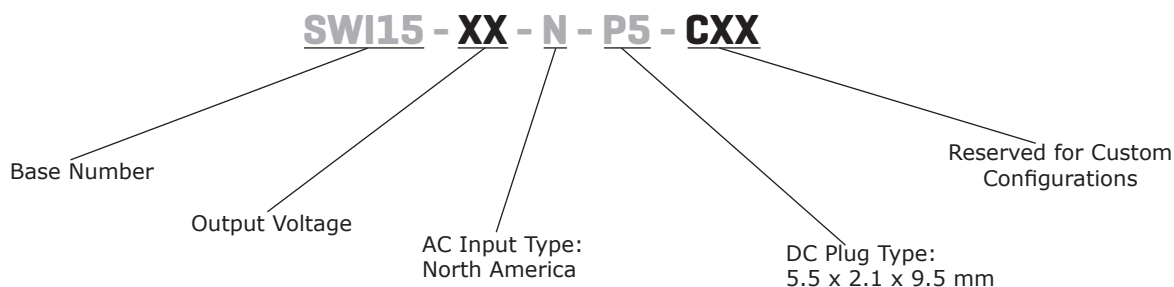 SWI15 - XX - N - P5 - CXX
Base Number
Output Voltage
AC Input Type:
North America
DC Plug Type:
5.5 x 2.1 x 9.5 mm
Reserved for Custom
Configurations